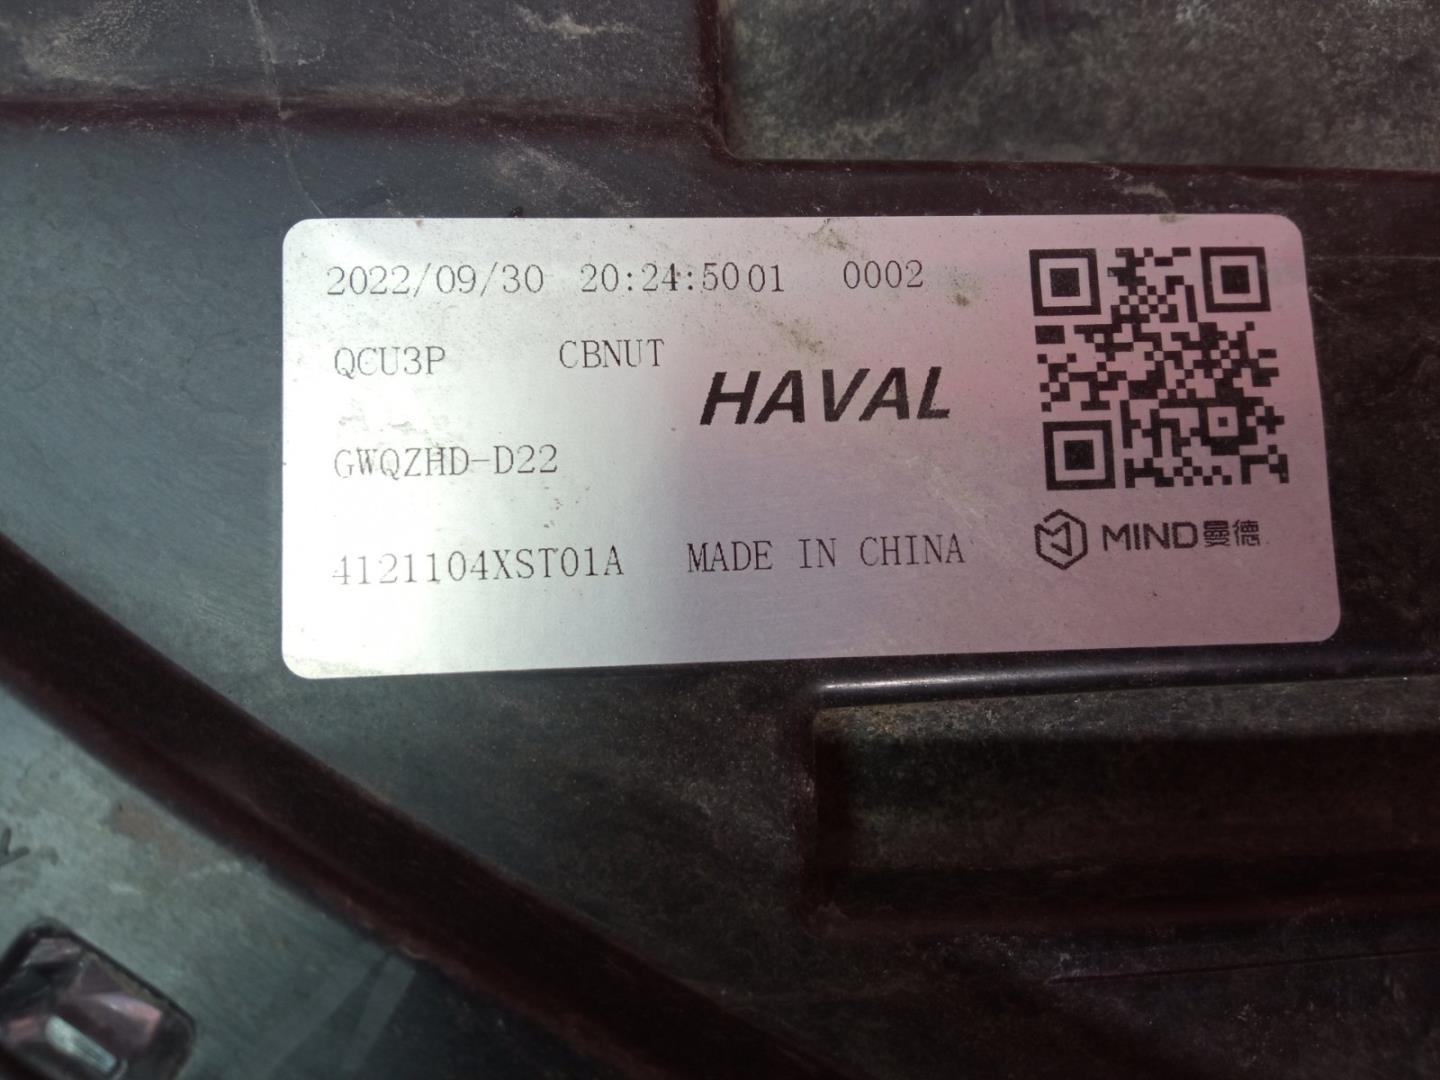 2022/09/30 20:24:5001 0002
QCU3P CBNUT
HAVAL
GWQZHD-D22
4121104XST01A MADE IN CHINA
MIND曼德